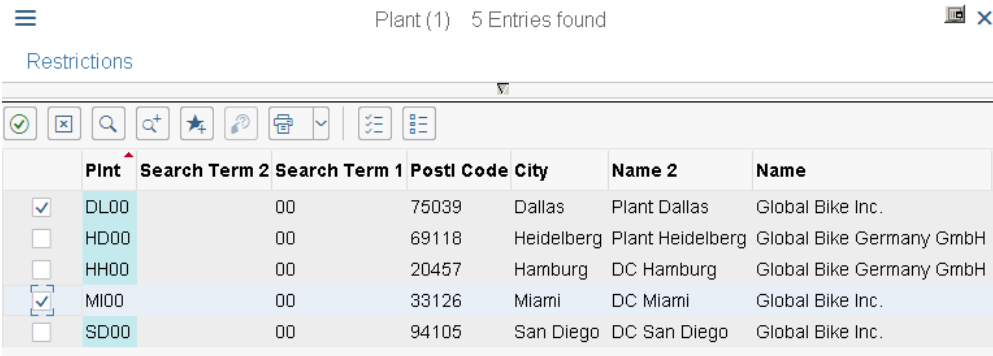 Plant (1) 5 Entries found
Restrictions
Plnt Search Term 2 Search Term 1 Postl Code City Name 2 Name
DL00 00 75039 Dallas Plant Dallas Global Bike Inc.
HD00 00 69118 Heidelberg Plant Heidelberg Global Bike Germany GmbH
HH00 00 20457 Hamburg DC Hamburg Global Bike Germany GmbH
MI00 00 33126 Miami DC Miami Global Bike Inc.
SD00 00 94105 San Diego DC San Diego Global Bike Inc.